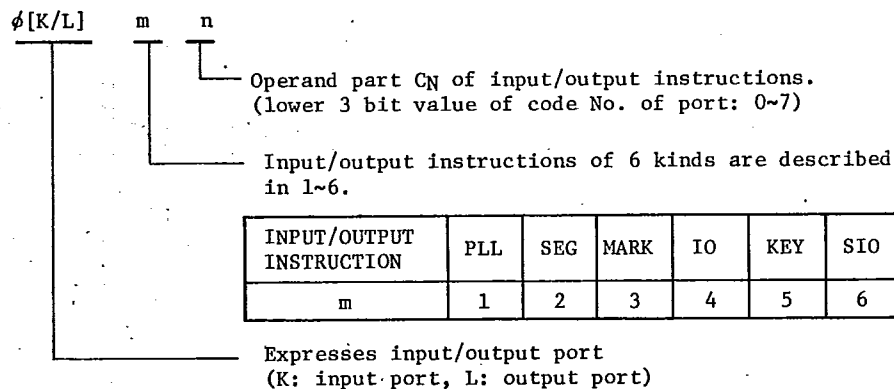 ϕ[K/L] m n
Operand part CN of input/output instructions.
(lower 3 bit value of code No. of port: 0~7)
Input/output instructions of 6 kinds are described
in 1~6.
INPUT/OUTPUT
INSTRUCTION
PLL SEG MARK IO KEY SIO
m 1 2 3 4 5 6
Expresses input/output port
(K: input port, L: output port)